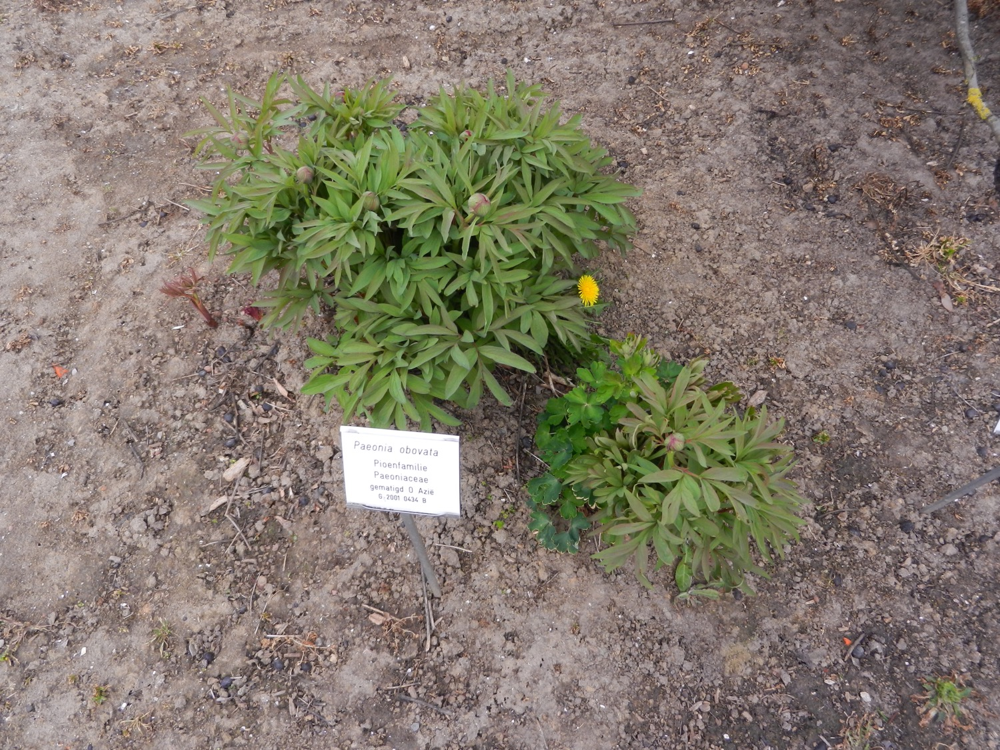 Paeonia obovata
Pioenfamilie
Paeoniaceae
gematigd O Azië
G-2001 0434 B